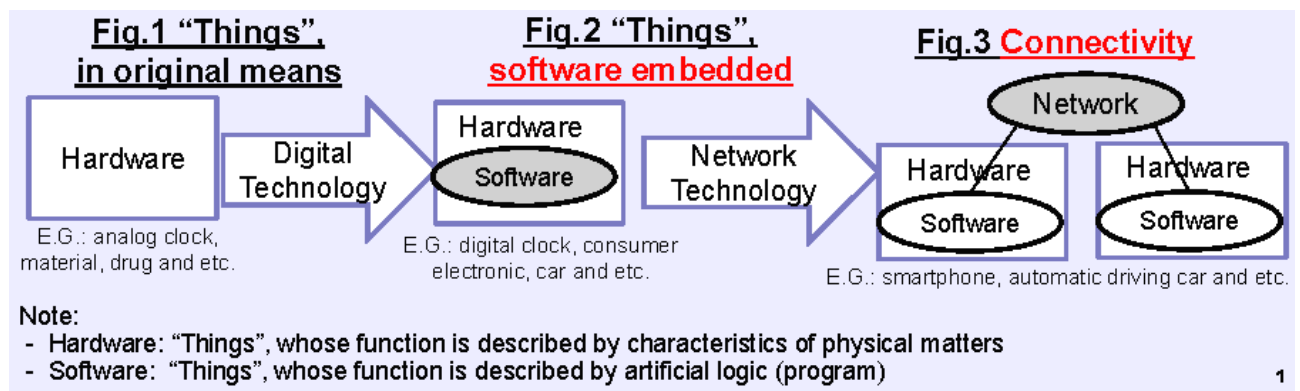 Fig.1 “Things”,
in original means
Hardware
E.G.: analog clock,
material, drug and etc.
Digital
Technology
Fig.2 “Things”,
software embedded
Hardware
Software
E.G.: digital clock, consumer
electronic, car and etc.
Network
Technology
Fig.3 Connectivity
Network
Hardware
Software
Hardware
Software
E.G.: smartphone, automatic driving car and etc.
Note:
- Hardware: “Things”, whose function is described by characteristics of physical matters
- Software: “Things”, whose function is described by artificial logic (program)
1